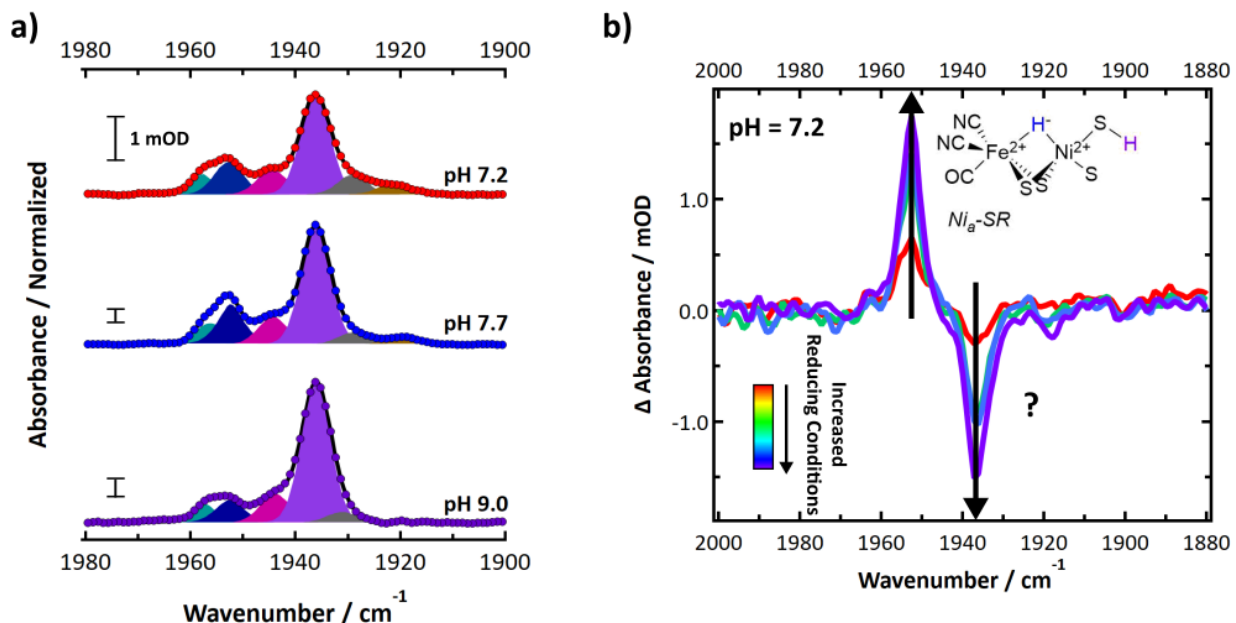 a)
1980 1960 1940 1920 1900
1 mOD
pH 7.2
pH 7.7
pH 9.0
Absorbance / Normalized
1980 1960 1940 1920 1900
Wavenumber / cm⁻¹
b)
2000 1980 1960 1940 1920 1900 1880
pH = 7.2
NC
NC
OC
Fe²⁺
H⁻
Ni²⁺
S
H
S
S
S
Niₐ-SR
1.0
0.0
-1.0
Δ Absorbance / mOD
Increased
Reducing Conditions
?
2000 1980 1960 1940 1920 1900 1880
Wavenumber / cm⁻¹